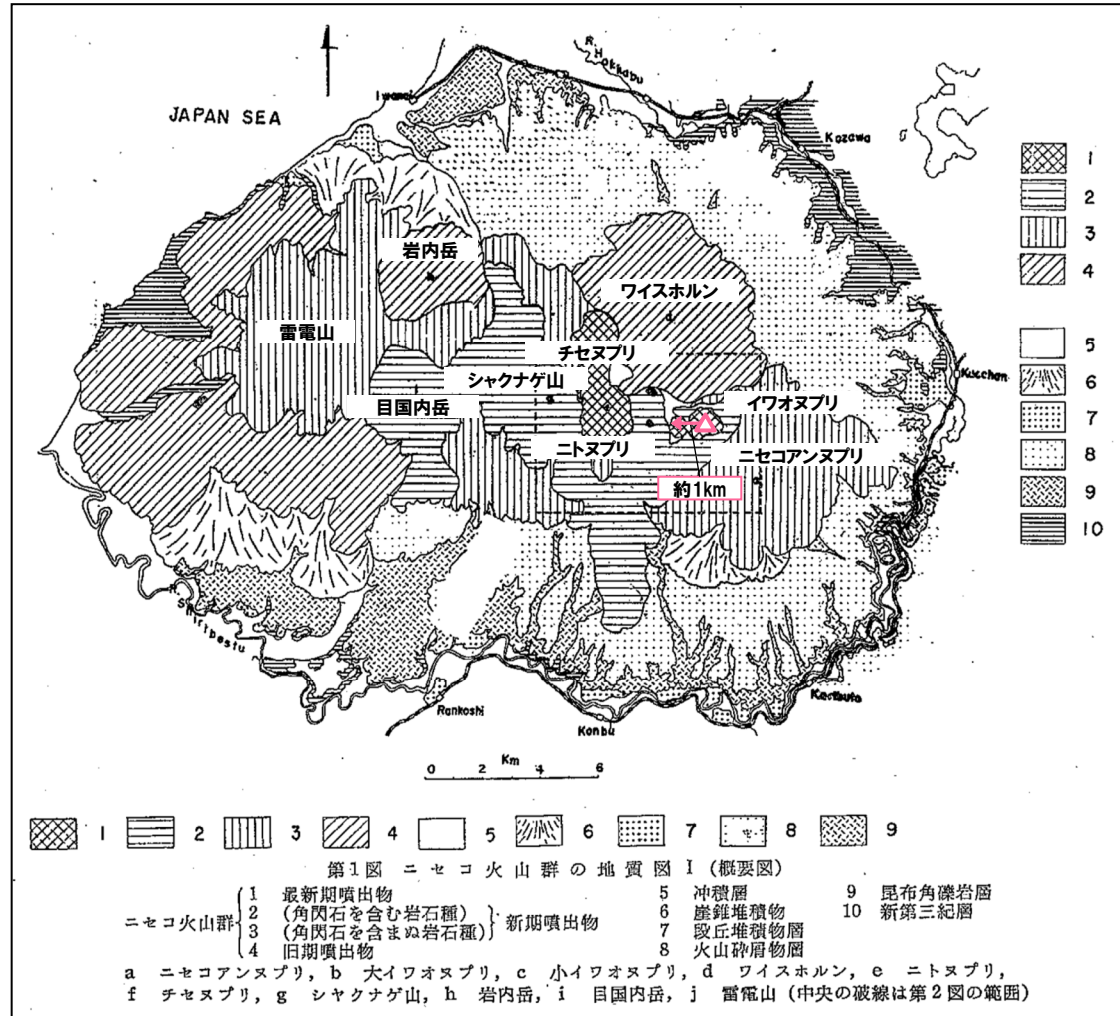 R. Hokkabu
Iwanai
JAPAN SEA
Kozawa
1
2
3
4
5
6
7
8
9
10
岩内岳
ワイスホルン
d
雷電山
チセヌプリ
シャクナゲ山
g
Kucchan
目国内岳
イワオヌプリ
ニトヌプリ
ニセコアンヌプリ
約1km
R. Shiribestu
Rankoshi
Konbu
Km
0 2 4 6
1 2 3 4 5 6 7 8 9
第1図 ニセコ火山群の地質図 I (概要図)
ニセコ火山群
1 最新期噴出物
2 (角閃石を含む岩石種)
3 (角閃石を含まぬ岩石種)
新期噴出物
4 旧期噴出物
5 冲積層
6 崖錐堆積物
7 段丘堆積物層
8 火山砕屑物層
9 昆布角礫岩層
10 新第三紀層
a ニセコアンヌプリ, b 大イワオヌプリ, c 小イワオヌプリ, d ワイスホルン, e ニトヌプリ,
f チセヌプリ, g シヤクナゲ山, h 岩内岳, i 目国内岳, j 雷電山 (中央の破線は第2図の範囲)